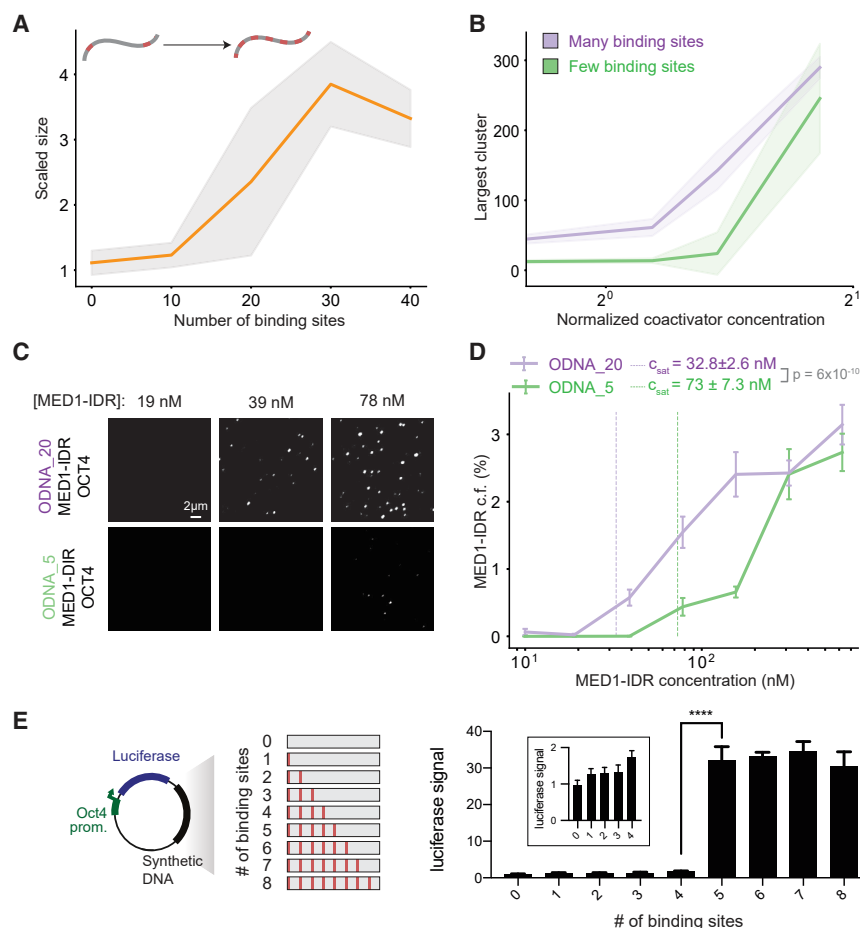 A
Scaled size
4
3
2
1
0 10 20 30 40
Number of binding sites
B
Many binding sites
Few binding sites
Largest cluster
300
200
100
0
2^0 2^1
Normalized coactivator concentration
C
[MED1-IDR]: 19 nM 39 nM 78 nM
ODNA_20
MED1-IDR
OCT4
2μm
ODNA_5
MED1-DIR
OCT4
D
ODNA_20 c_sat = 32.8±2.6 nM
ODNA_5 c_sat = 73 ± 7.3 nM
p = 6x10^-10
MED1-IDR c.f. (%)
3
2
1
0
10^1 10^2
MED1-IDR concentration (nM)
E
Luciferase
Oct4
prom.
Synthetic
DNA
# of binding sites
0
1
2
3
4
5
6
7
8
luciferase signal
40
30
20
10
0
****
luciferase signal
2
1
0
0 1 2 3 4
0 1 2 3 4 5 6 7 8
# of binding sites